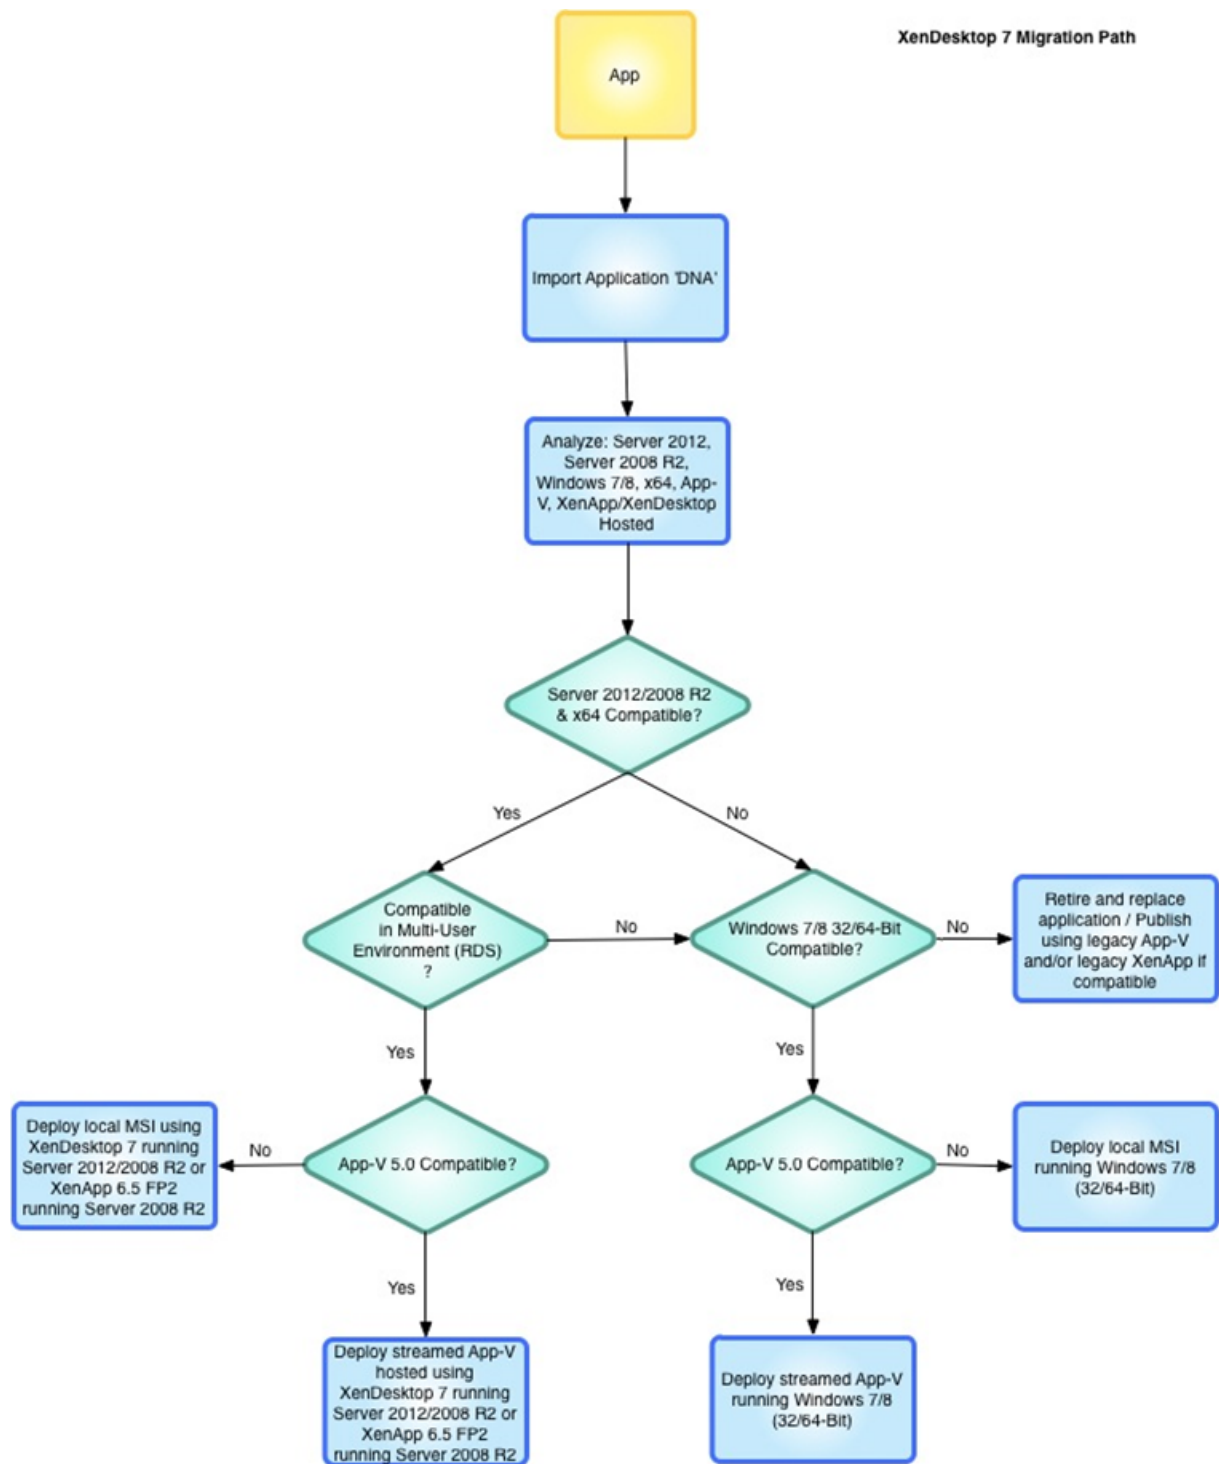 XenDesktop 7 Migration Path
App
Import Application 'DNA'
Analyze: Server 2012,
Server 2008 R2,
Windows 7/8, x64, App-
V, XenApp/XenDesktop
Hosted
Server 2012/2008 R2
& x64 Compatible?
Yes
No
Compatible
in Multi-User
Environment (RDS)
?
No
Windows 7/8 32/64-Bit
Compatible?
No
Retire and replace
application / Publish
using legacy App-V
and/or legacy XenApp if
compatible
Yes
Yes
Deploy local MSI using
XenDesktop 7 running
Server 2012/2008 R2 or
XenApp 6.5 FP2
running Server 2008 R2
No
App-V 5.0 Compatible?
App-V 5.0 Compatible?
No
Deploy local MSI
running Windows 7/8
(32/64-Bit)
Yes
Yes
Deploy streamed App-V
hosted using
XenDesktop 7 running
Server 2012/2008 R2 or
XenApp 6.5 FP2
running Server 2008 R2
Deploy streamed App-V
running Windows 7/8
(32/64-Bit)